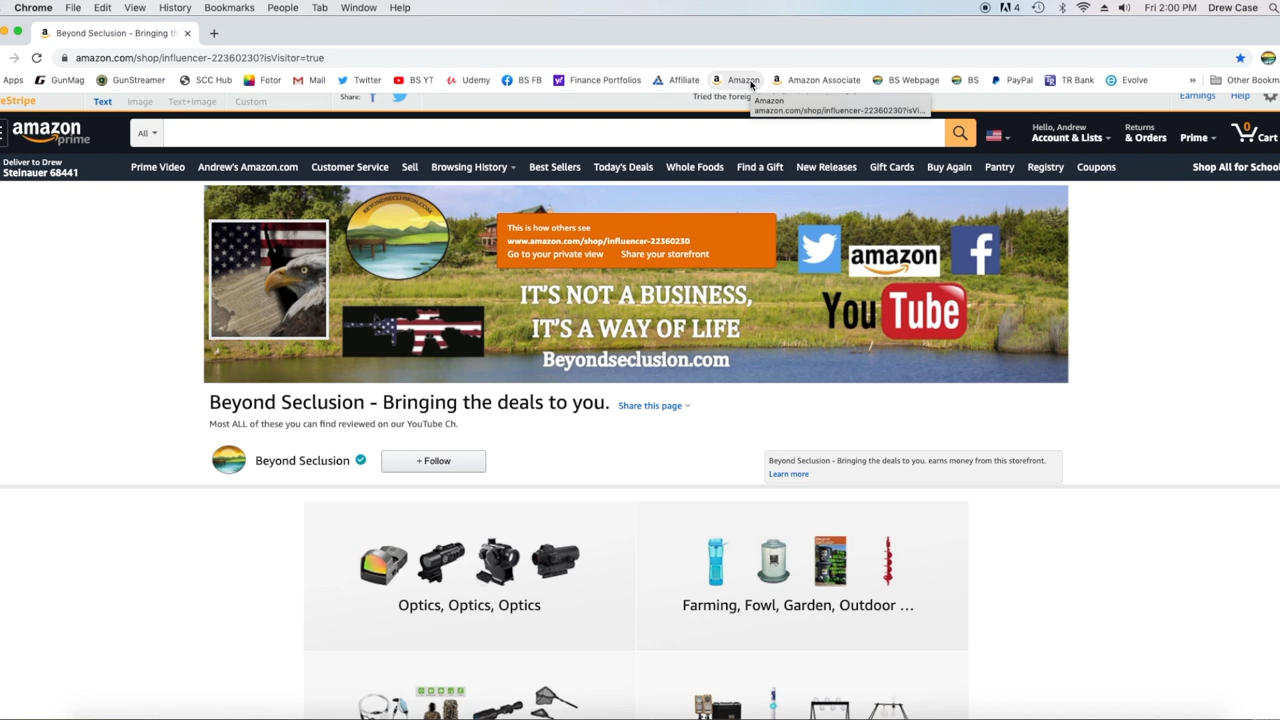 Chrome File Edit View History Bookmarks People Tab Window Help
4 Fri 2:00 PM Drew Case
Beyond Seclusion - Bringing th
amazon.com/shop/influencer-22360230?isVisitor=true
Apps GunMag GunStreamer SCC Hub Fotor Mail Twitter BS YT Udemy BS FB Finance Portfolios Affiliate Amazon Amazon Associate BS Webpage BS PayPal TR Bank Evolve » Other Bookm
eStripe Text Image Text+Image Custom Share: Tried the foreig Earnings Help
Amazon
amazon.com/shop/influencer-22360230?isVi...
amazon prime
All
Hello, Andrew
Account & Lists
Returns
& Orders
Prime
0
Cart
Deliver to Drew
Steinauer 68441
Prime Video Andrew's Amazon.com Customer Service Sell Browsing History Best Sellers Today's Deals Whole Foods Find a Gift New Releases Gift Cards Buy Again Pantry Registry Coupons Shop All for School
BEYONDSECLUSION.COM
This is how others see
www.amazon.com/shop/influencer-22360230
Go to your private view Share your storefront
amazon
You Tube
IT'S NOT A BUSINESS,
IT'S A WAY OF LIFE
Beyondseclusion.com
Beyond Seclusion - Bringing the deals to you. Share this page
Most ALL of these you can find reviewed on our YouTube Ch.
Beyond Seclusion + Follow
Beyond Seclusion - Bringing the deals to you. earns money from this storefront.
Learn more
Optics, Optics, Optics
Farming, Fowl, Garden, Outdoor ...